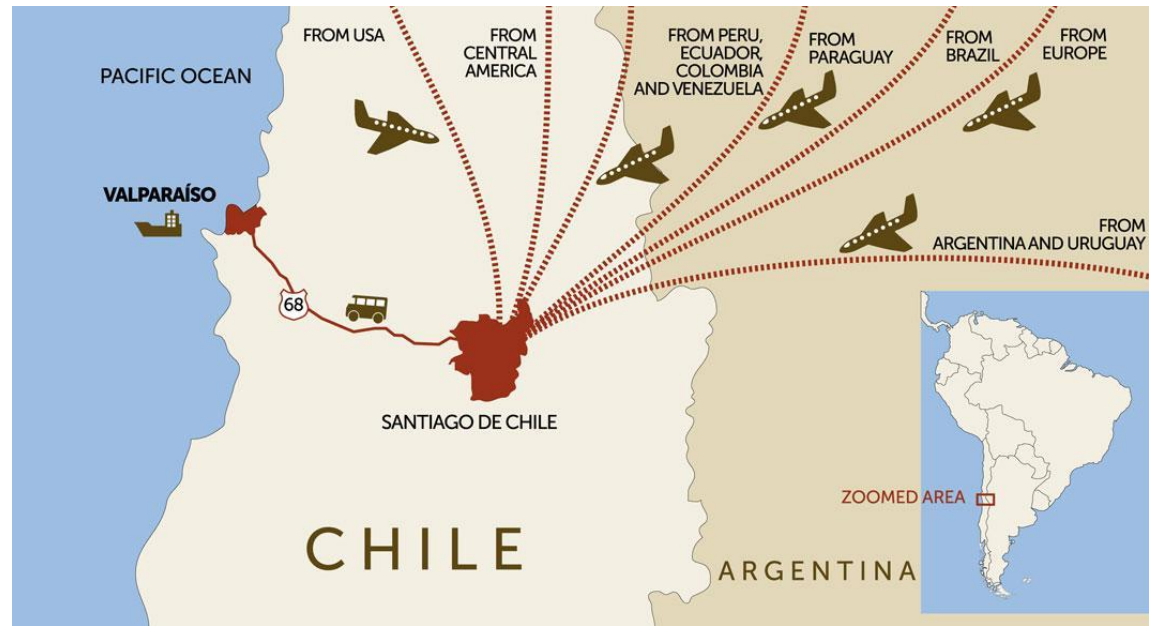 FROM USA
FROM
CENTRAL
AMERICA
FROM PERU,
ECUADOR,
COLOMBIA
AND VENEZUELA
FROM
PARAGUAY
FROM
BRAZIL
FROM
EUROPE
PACIFIC OCEAN
VALPARAÍSO
FROM
ARGENTINA AND URUGUAY
68
SANTIAGO DE CHILE
ZOOMED AREA
CHILE
ARGENTINA